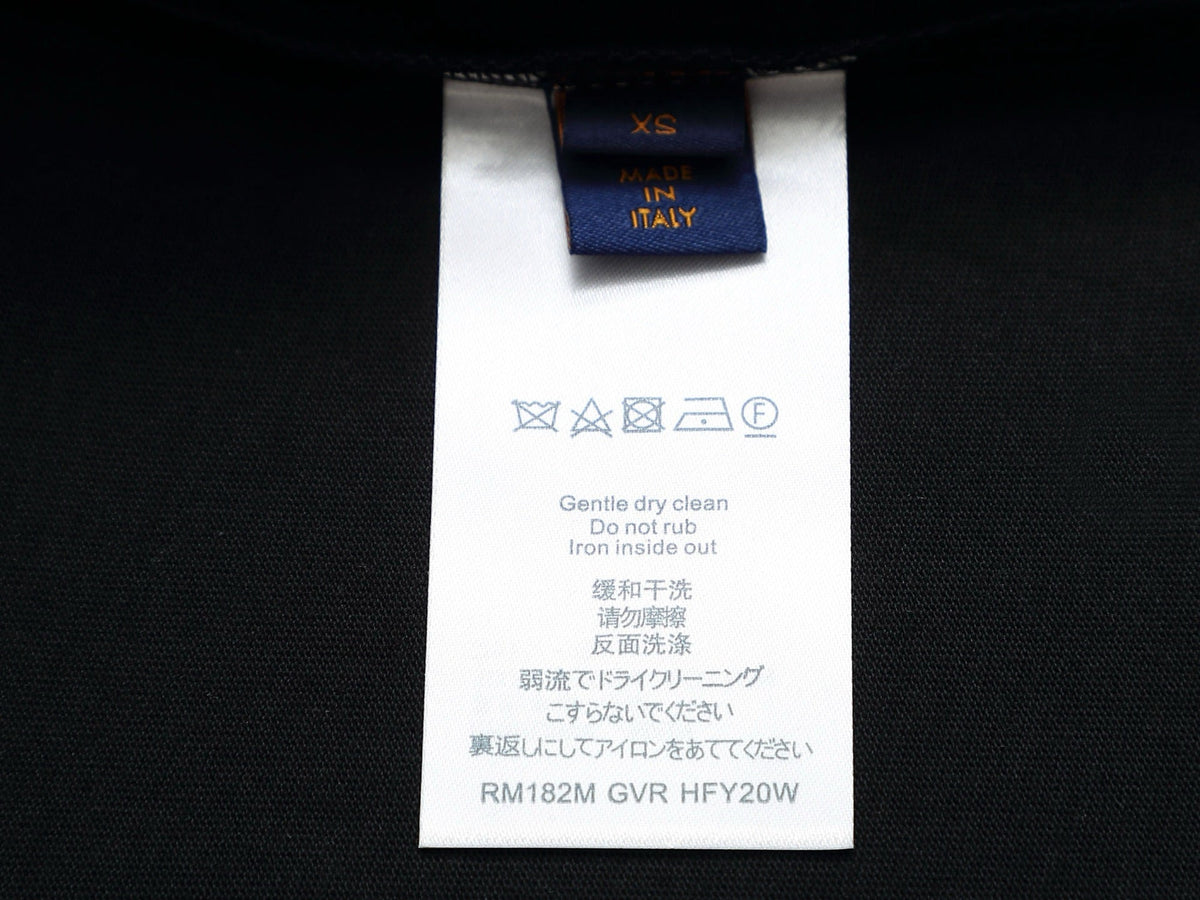 XS
MADE
IN
ITALY
F
Gentle dry clean
Do not rub
Iron inside out
缓和干洗
请勿摩擦
反面洗涤
弱流でドライクリーニング
こすらないでください
裏返しにしてアイロンをあててください
RM182M GVR HFY20W